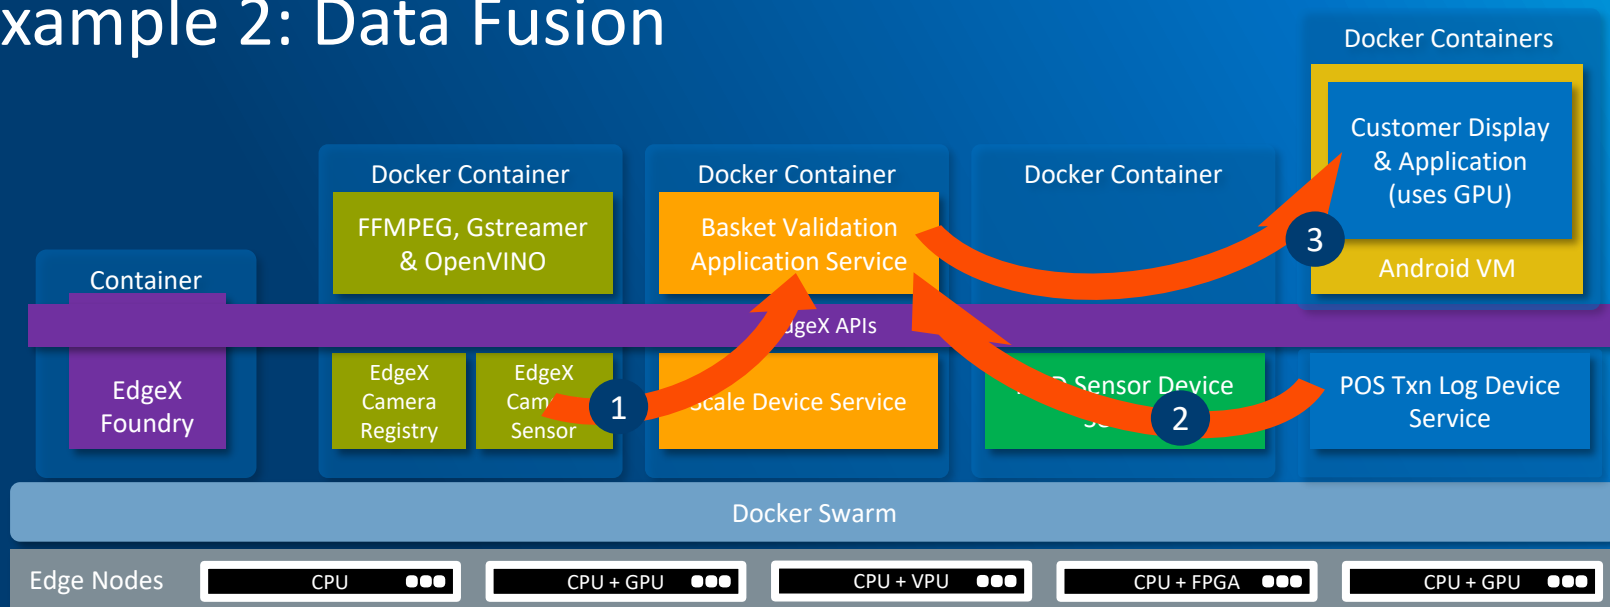 xample 2: Data Fusion
Docker Containers
Customer Display
& Application
(uses GPU)
Android VM
3
Docker Container
FFMPEG, Gstreamer
& OpenVINO
Docker Container
Basket Validation
Application Service
Docker Container
Container
EdgeX
Foundry
dgeX APIs
EdgeX
Camera
Registry
EdgeX
Sensor
1
Scale Device Service
Sensor Device
2
POS Txn Log Device
Service
Docker Swarm
Edge Nodes
CPU
CPU + GPU
CPU + VPU
CPU + FPGA
CPU + GPU